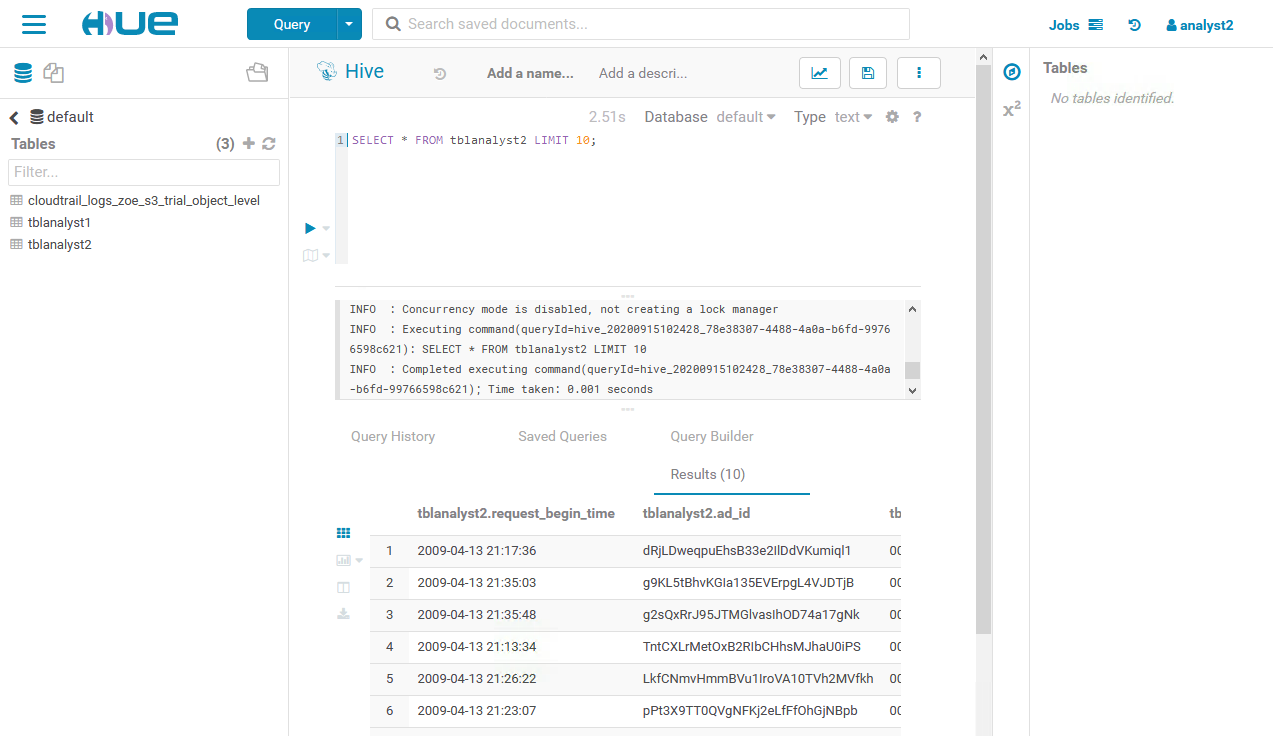 HUE
Query
Search saved documents...
Jobs
analyst2
default
Tables
(3)
Filter...
cloudtrail_logs_zoe_s3_trial_object_level
tblanalyst1
tblanalyst2
Hive
Add a name...
Add a descri...
2.51s
Database default
Type text
?
1 SELECT * FROM tblanalyst2 LIMIT 10;
INFO : Concurrency mode is disabled, not creating a lock manager
INFO : Executing command(queryId=hive_20200915102428_78e38307-4488-4a0a-b6fd-9976
6598c621): SELECT * FROM tblanalyst2 LIMIT 10
INFO : Completed executing command(queryId=hive_20200915102428_78e38307-4488-4a0a
-b6fd-99766598c621); Time taken: 0.001 seconds
Query History
Saved Queries
Query Builder
Results (10)
tblanalyst2.request_begin_time tblanalyst2.ad_id tb
1 2009-04-13 21:17:36 dRjLDweqpuEhsB33e2IlDdVKumiql1 00
2 2009-04-13 21:35:03 g9KL5tBhvKGIa135EVErpgL4VJDTjB 00
3 2009-04-13 21:35:48 g2sQxRrJ95JTMGlvasIhOD74a17gNk 00
4 2009-04-13 21:13:34 TntCXLrMetOxB2RIbCHhsMJhaU0iPS 00
5 2009-04-13 21:26:22 LkfCNmvHmmBVu1IroVA10TVh2MVfkh 00
6 2009-04-13 21:23:07 pPt3X9TT0QVgNFKj2eLfFfOhGjNBpb 00
x²
Tables
No tables identified.